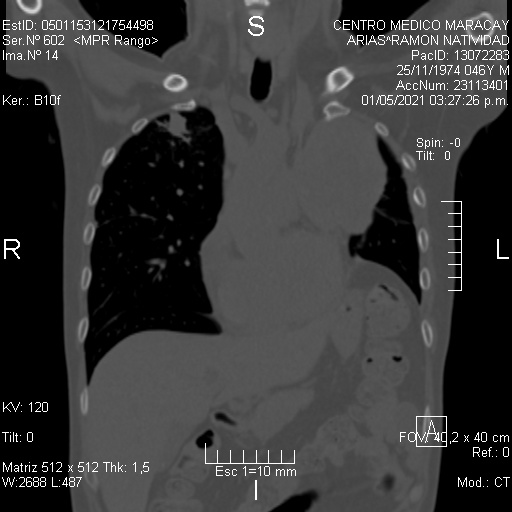 EstID: 0501153121754498
Ser.Nº 602 <MPR Rango>
Ima.Nº 14
Ker.: B10f
S
CENTRO MEDICO MARACAY
ARIAS^RAMON NATIVIDAD
PacID: 13072283
25/11/1974 046Y M
AccNum: 23113401
01/05/2021 03:27:26 p.m.
Spin: -0
Tilt: 0
R
L
KV: 120
Tilt: 0
Matriz 512 x 512 Thk: 1,5
W:2688 L:487
Esc 1=10 mm
I
A
FOV: 40,2 x 40 cm
Ref.: 0
Mod.: CT